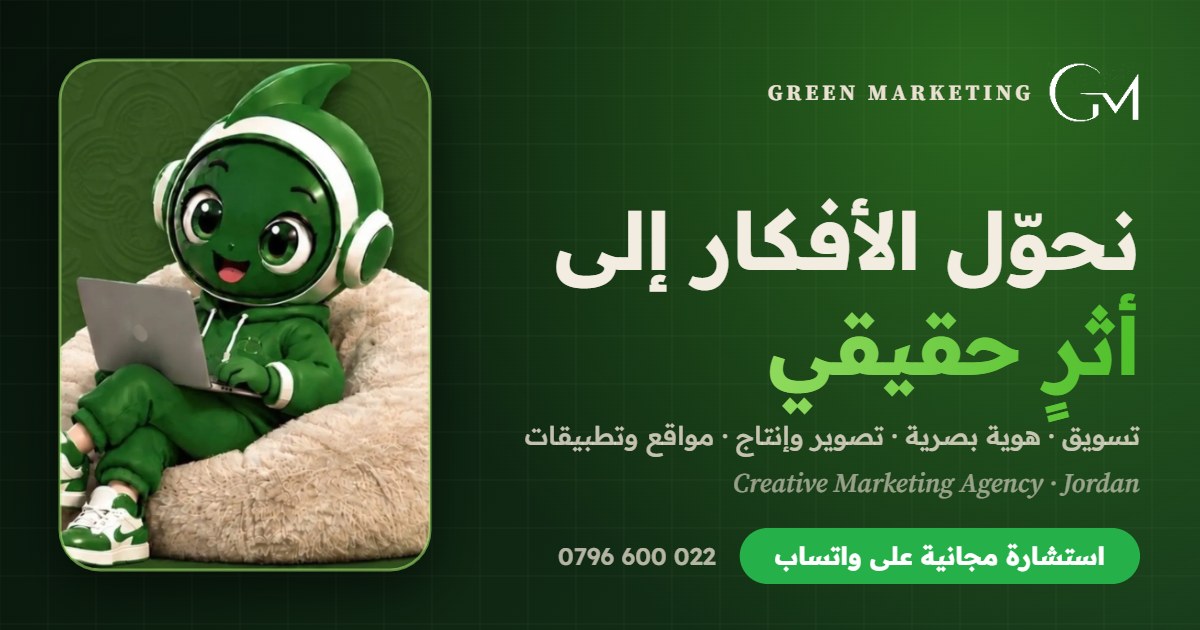 GREEN MARKETING GM
نحوّل الأفكار إلى
أثرٍ حقيقي
تسويق · هوية بصرية · تصوير وإنتاج · مواقع وتطبيقات
Creative Marketing Agency · Jordan
استشارة مجانية على واتساب
0796 600 022